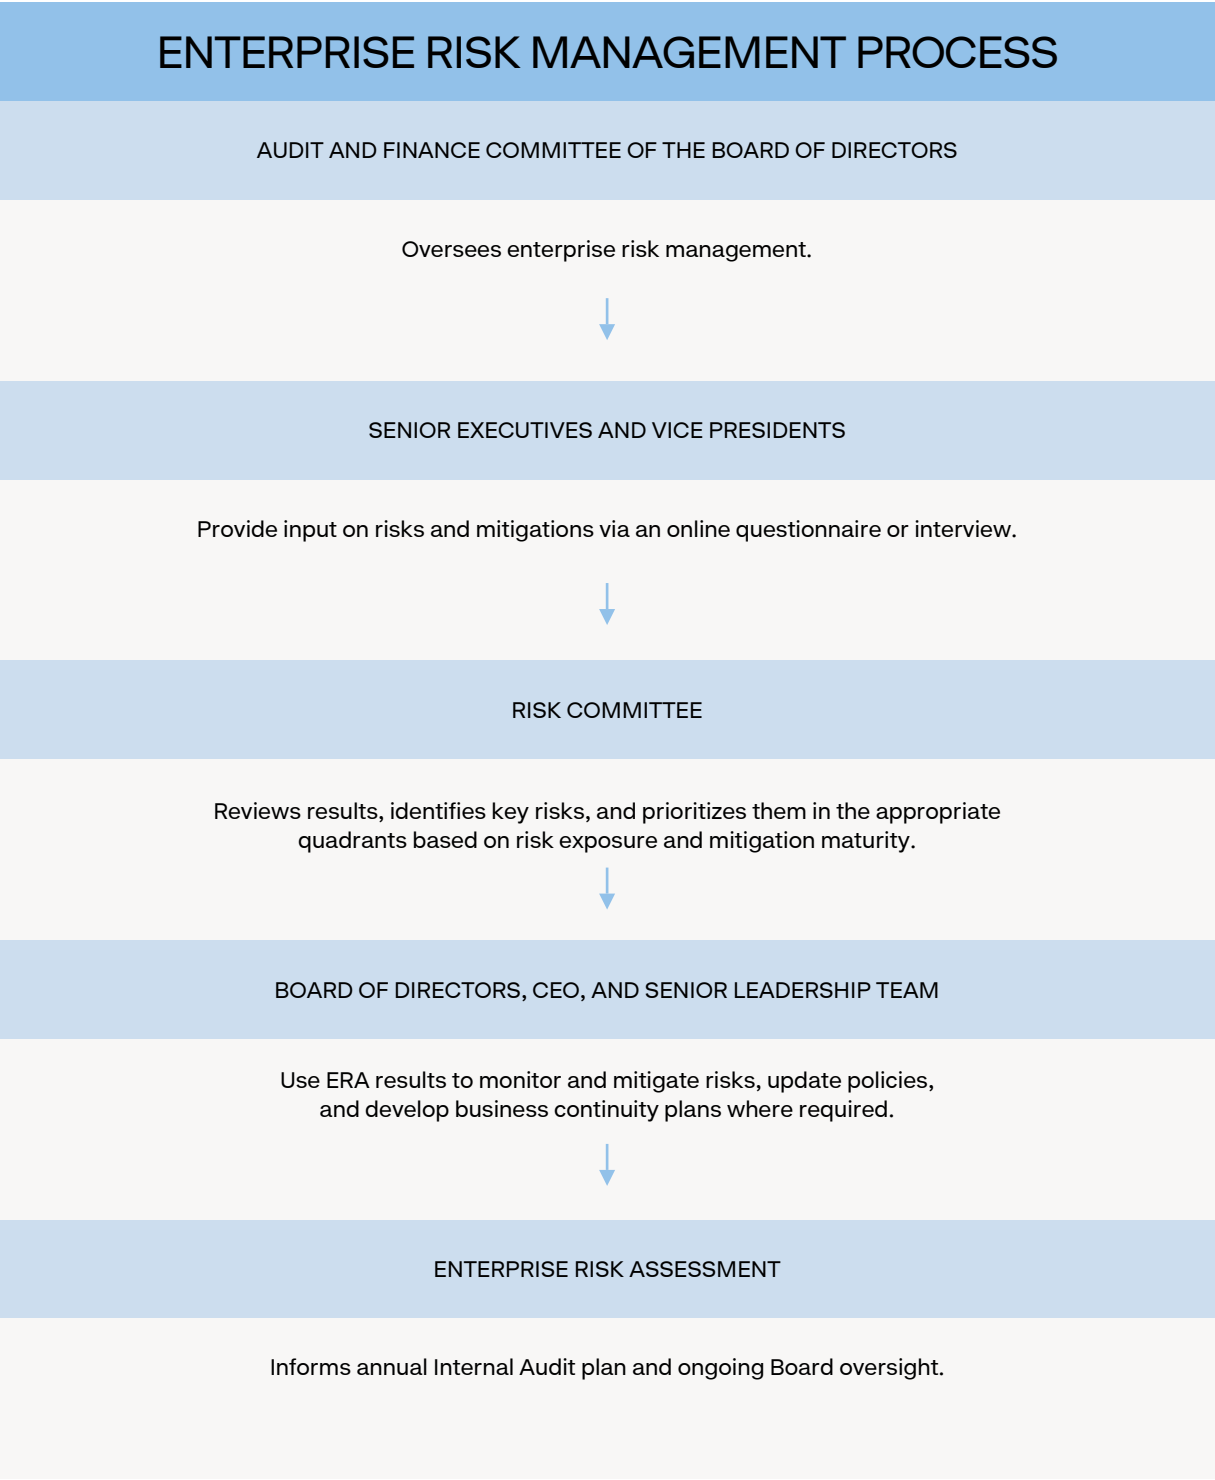 ENTERPRISE RISK MANAGEMENT PROCESS
AUDIT AND FINANCE COMMITTEE OF THE BOARD OF DIRECTORS
Oversees enterprise risk management.
SENIOR EXECUTIVES AND VICE PRESIDENTS
Provide input on risks and mitigations via an online questionnaire or interview.
RISK COMMITTEE
Reviews results, identifies key risks, and prioritizes them in the appropriate
quadrants based on risk exposure and mitigation maturity.
BOARD OF DIRECTORS, CEO, AND SENIOR LEADERSHIP TEAM
Use ERA results to monitor and mitigate risks, update policies,
and develop business continuity plans where required.
ENTERPRISE RISK ASSESSMENT
Informs annual Internal Audit plan and ongoing Board oversight.